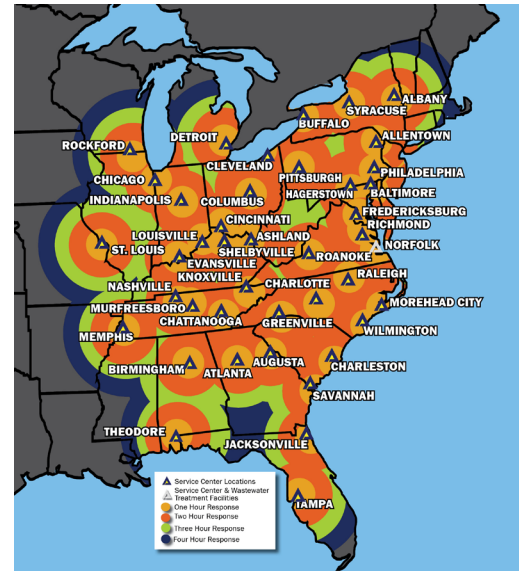 ALBANY
SYRACUSE
BUFFALO
DETROIT
ROCKFORD
ALLENTOWN
CLEVELAND
PITTSBURGH
PHILADELPHIA
CHICAGO
HAGERSTOWN
BALTIMORE
INDIANAPOLIS
COLUMBUS
FREDERICKSBURG
CINCINNATI
RICHMOND
LOUISVILLE
ASHLAND
NORFOLK
ST. LOUIS
SHELBYVILLE
ROANOKE
EVANSVILLE
KNOXVILLE
RALEIGH
NASHVILLE
CHARLOTTE
MOREHEAD CITY
MURFREESBORO
CHATTANOOGA
GREENVILLE
WILMINGTON
MEMPHIS
AUGUSTA
CHARLESTON
BIRMINGHAM
ATLANTA
SAVANNAH
THEODORE
JACKSONVILLE
TAMPA
Service Center Locations
Service Center & Wastewater
Treatment Facilities
One Hour Response
Two Hour Response
Three Hour Response
Four Hour Response